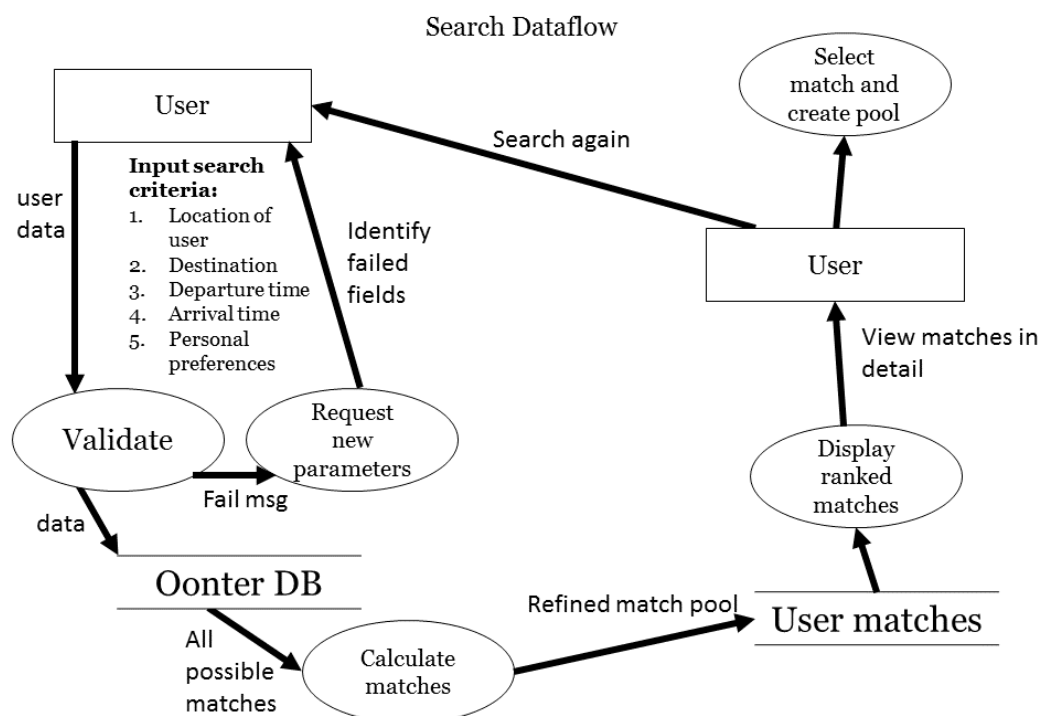 Search Dataflow
Select
match and
create pool
User
Search again
Input search
criteria:
1. Location of
user
2. Destination
3. Departure time
4. Arrival time
5. Personal
preferences
user
data
Identify
failed
fields
User
View matches in
detail
Validate
Request
new
parameters
Fail msg
Display
ranked
matches
data
Oonter DB
Refined match pool
User matches
All
possible
matches
Calculate
matches